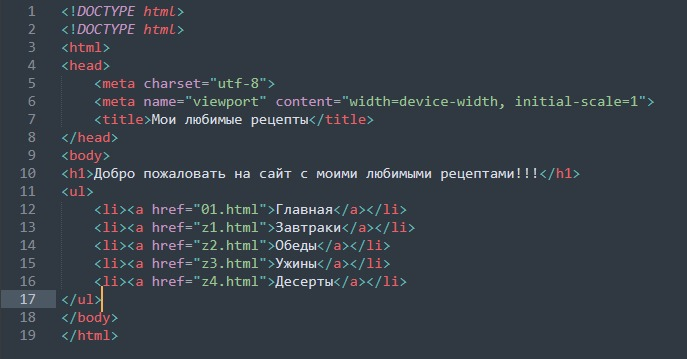 1 <!DOCTYPE html>
2 <!DOCTYPE html>
3 <html>
4 <head>
5     <meta charset="utf-8">
6     <meta name="viewport" content="width=device-width, initial-scale=1">
7     <title>Мои любимые рецепты</title>
8 </head>
9 <body>
10 <h1>Добро пожаловать на сайт с моими любимыми рецептами!!!</h1>
11 <ul>
12     <li><a href="01.html">Главная</a></li>
13     <li><a href="z1.html">Завтраки</a></li>
14     <li><a href="z2.html">Обеды</a></li>
15     <li><a href="z3.html">Ужины</a></li>
16     <li><a href="z4.html">Десерты</a></li>
17 </ul>
18 </body>
19 </html>